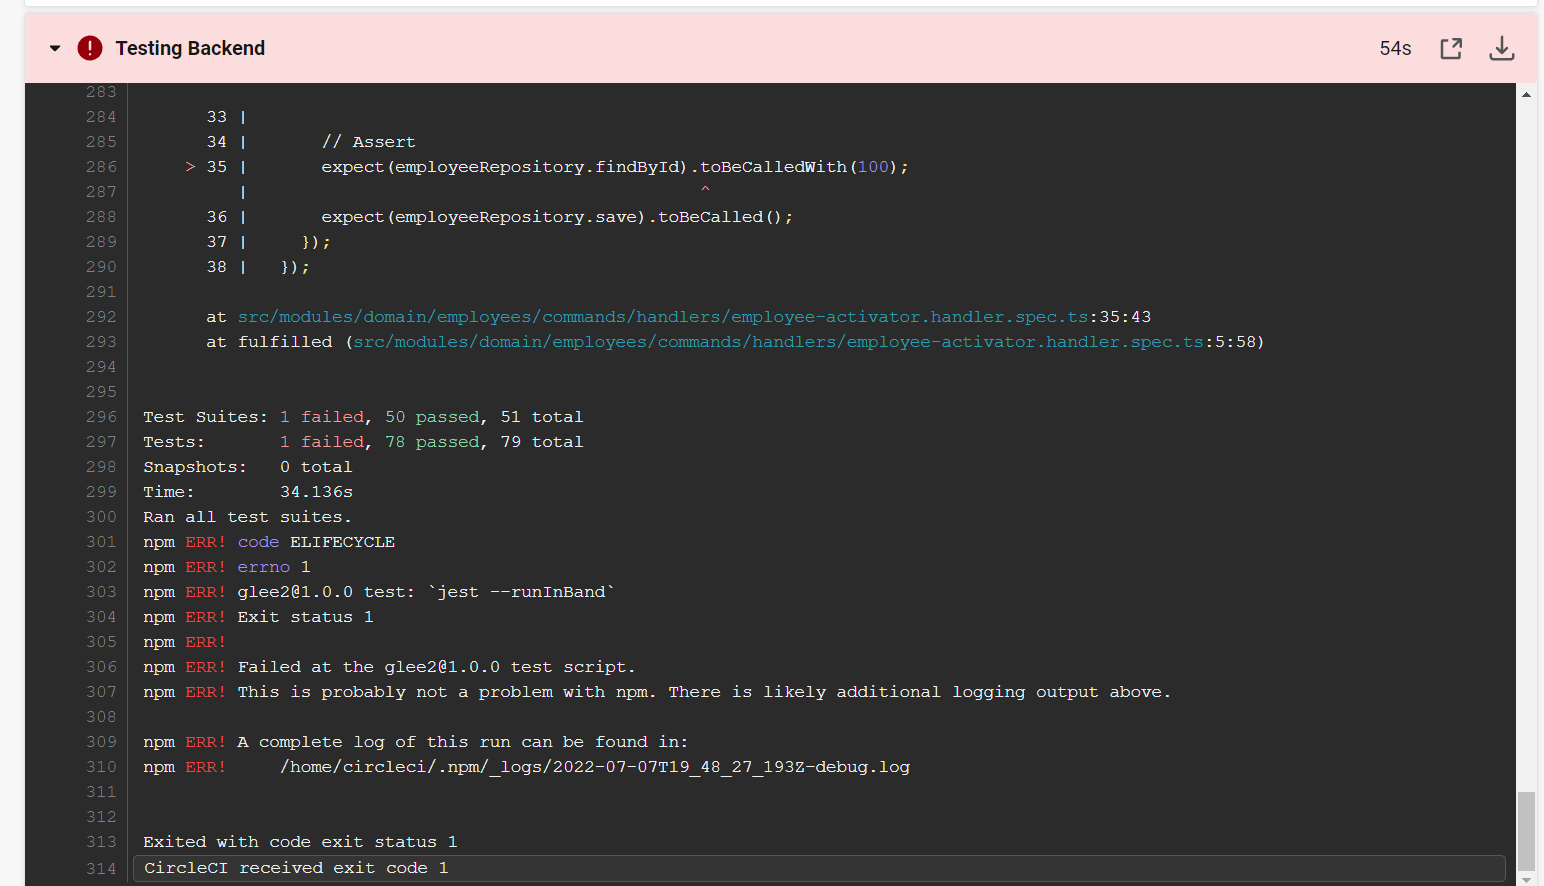 Testing Backend 54s
283
284 33 |
285 34 | // Assert
286 > 35 | expect(employeeRepository.findById).toBeCalledWith(100);
287 | ^
288 36 | expect(employeeRepository.save).toBeCalled();
289 37 | });
290 38 | });
291
292 at src/modules/domain/employees/commands/handlers/employee-activator.handler.spec.ts:35:43
293 at fulfilled (src/modules/domain/employees/commands/handlers/employee-activator.handler.spec.ts:5:58)
294
295
296 Test Suites: 1 failed, 50 passed, 51 total
297 Tests: 1 failed, 78 passed, 79 total
298 Snapshots: 0 total
299 Time: 34.136s
300 Ran all test suites.
301 npm ERR! code ELIFECYCLE
302 npm ERR! errno 1
303 npm ERR! glee2@1.0.0 test: `jest --runInBand`
304 npm ERR! Exit status 1
305 npm ERR!
306 npm ERR! Failed at the glee2@1.0.0 test script.
307 npm ERR! This is probably not a problem with npm. There is likely additional logging output above.
308
309 npm ERR! A complete log of this run can be found in:
310 npm ERR! /home/circleci/.npm/_logs/2022-07-07T19_48_27_193Z-debug.log
311
312
313 Exited with code exit status 1
314 CircleCI received exit code 1